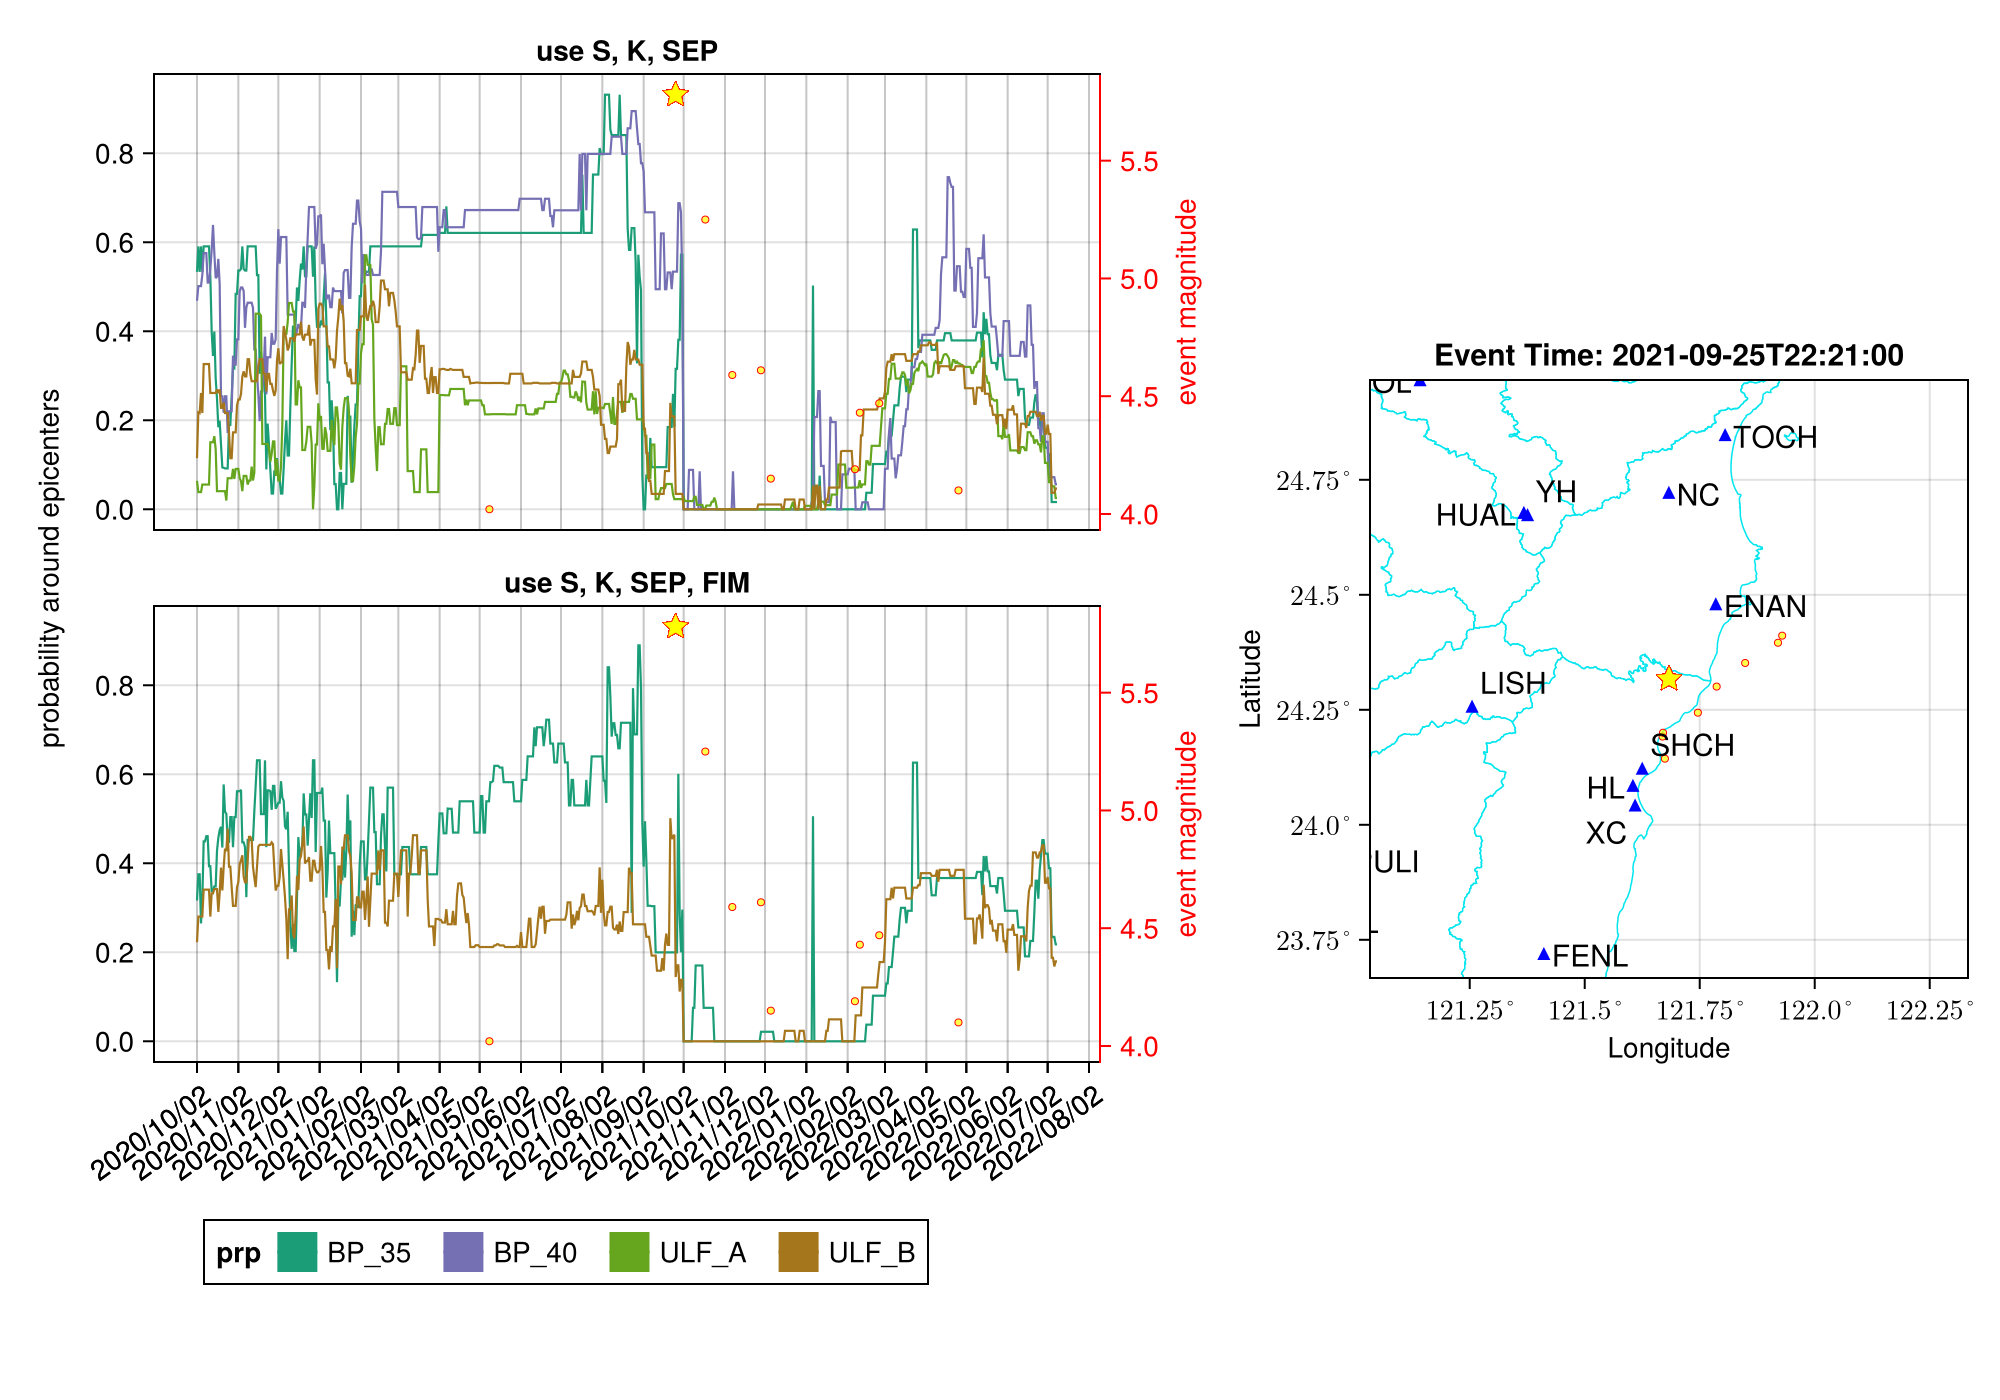 use S, K, SEP
0.8
0.6
0.4
0.2
0.0
5.5
5.0
4.5
4.0
event magnitude
probability around epicenters
use S, K, SEP, FIM
0.8
0.6
0.4
0.2
0.0
5.5
5.0
4.5
4.0
event magnitude
2020/10/02
2020/11/02
2020/12/02
2021/01/02
2021/02/02
2021/03/02
2021/04/02
2021/05/02
2021/06/02
2021/07/02
2021/08/02
2021/09/02
2021/10/02
2021/11/02
2021/12/02
2022/01/02
2022/02/02
2022/03/02
2022/04/02
2022/05/02
2022/06/02
2022/07/02
2022/08/02
prp BP_35 BP_40 ULF_A ULF_B
Event Time: 2021-09-25T22:21:00
OL
TOCH
YH
NC
HUAL
ENAN
LISH
SHCH
HL
XC
ULI
FENL
24.75°
24.5°
24.25°
24.0°
23.75°
Latitude
121.25° 121.5° 121.75° 122.0° 122.25°
Longitude